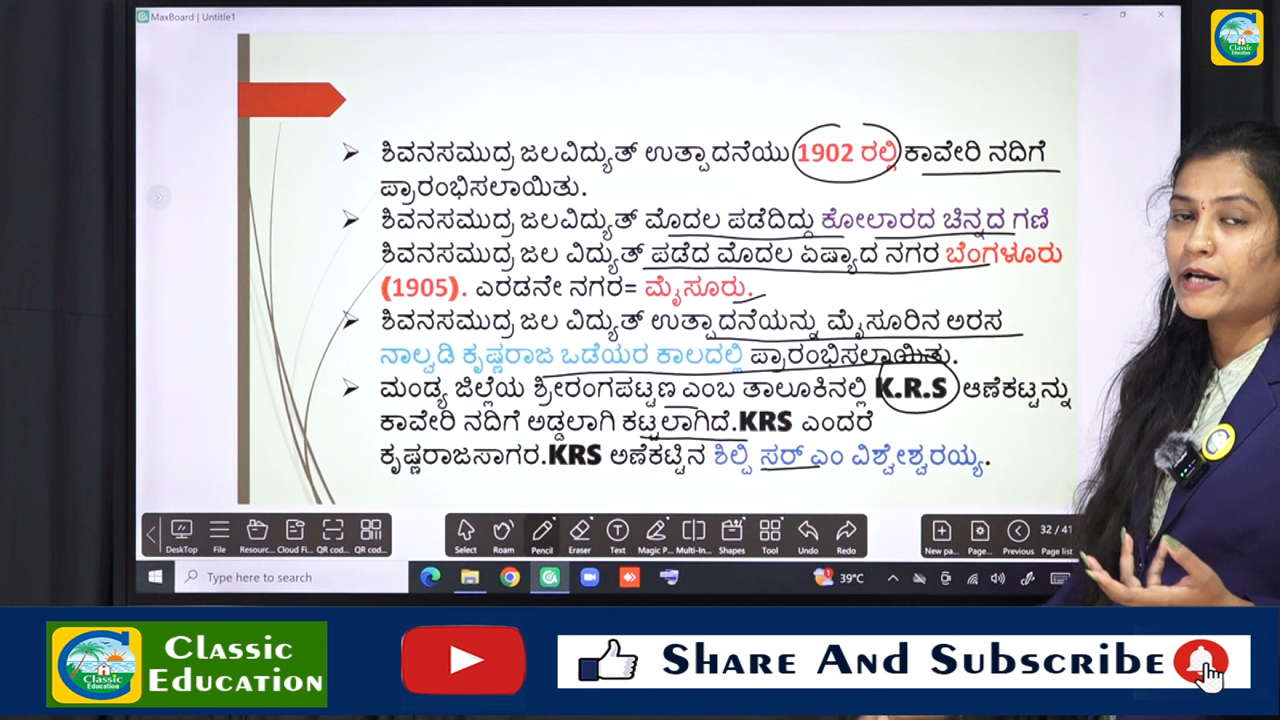 MaxBoard | Untitle1
Classic
Education
ಶಿವನಸಮುದ್ರ ಜಲವಿದ್ಯುತ್ ಉತ್ಪಾದನೆಯು 1902 ರಲ್ಲಿ ಕಾವೇರಿ ನದಿಗೆ
ಪ್ರಾರಂಭಿಸಲಾಯಿತು.
ಶಿವನಸಮುದ್ರ ಜಲವಿದ್ಯುತ್ ಮೊದಲ ಪಡೆದಿದ್ದು ಕೋಲಾರದ ಚಿನ್ನದ ಗಣಿ
ಶಿವನಸಮುದ್ರ ಜಲ ವಿದ್ಯುತ್ ಪಡೆದ ಮೊದಲ ಏಷ್ಯಾದ ನಗರ ಬೆಂಗಳೂರು
(1905). ಎರಡನೇ ನಗರ= ಮೈಸೂರು.
ಶಿವನಸಮುದ್ರ ಜಲ ವಿದ್ಯುತ್ ಉತ್ಪಾದನೆಯನ್ನು ಮೈಸೂರಿನ ಅರಸ
ನಾಲ್ವಡಿ ಕೃಷ್ಣರಾಜ ಒಡೆಯರ ಕಾಲದಲ್ಲಿ ಪ್ರಾರಂಭಿಸಲಾಯಿತು.
ಮಂಡ್ಯ ಜಿಲ್ಲೆಯ ಶ್ರೀರಂಗಪಟ್ಟಣ ಎಂಬ ತಾಲೂಕಿನಲ್ಲಿ K.R.S ಆಣೆಕಟ್ಟನ್ನು
ಕಾವೇರಿ ನದಿಗೆ ಅಡ್ಡಲಾಗಿ ಕಟ್ಟಲಾಗಿದೆ.KRS ಎಂದರೆ
ಕೃಷ್ಣರಾಜಸಾಗರ.KRS ಅಣೆಕಟ್ಟಿನ ಶಿಲ್ಪಿ ಸರ್ ಎಂ ವಿಶ್ವೇಶ್ವರಯ್ಯ.
DeskTop File Resourc... Cloud Fi... QR cod... QR cod... Select Roam Pencil Eraser Text Magic P... Multi-In... Shapes Tool Undo Redo New pa... Page... Previous 32 / 41 Page list
Type here to search 39°C
Classic
Education
Classic
Education
Share And Subscribe